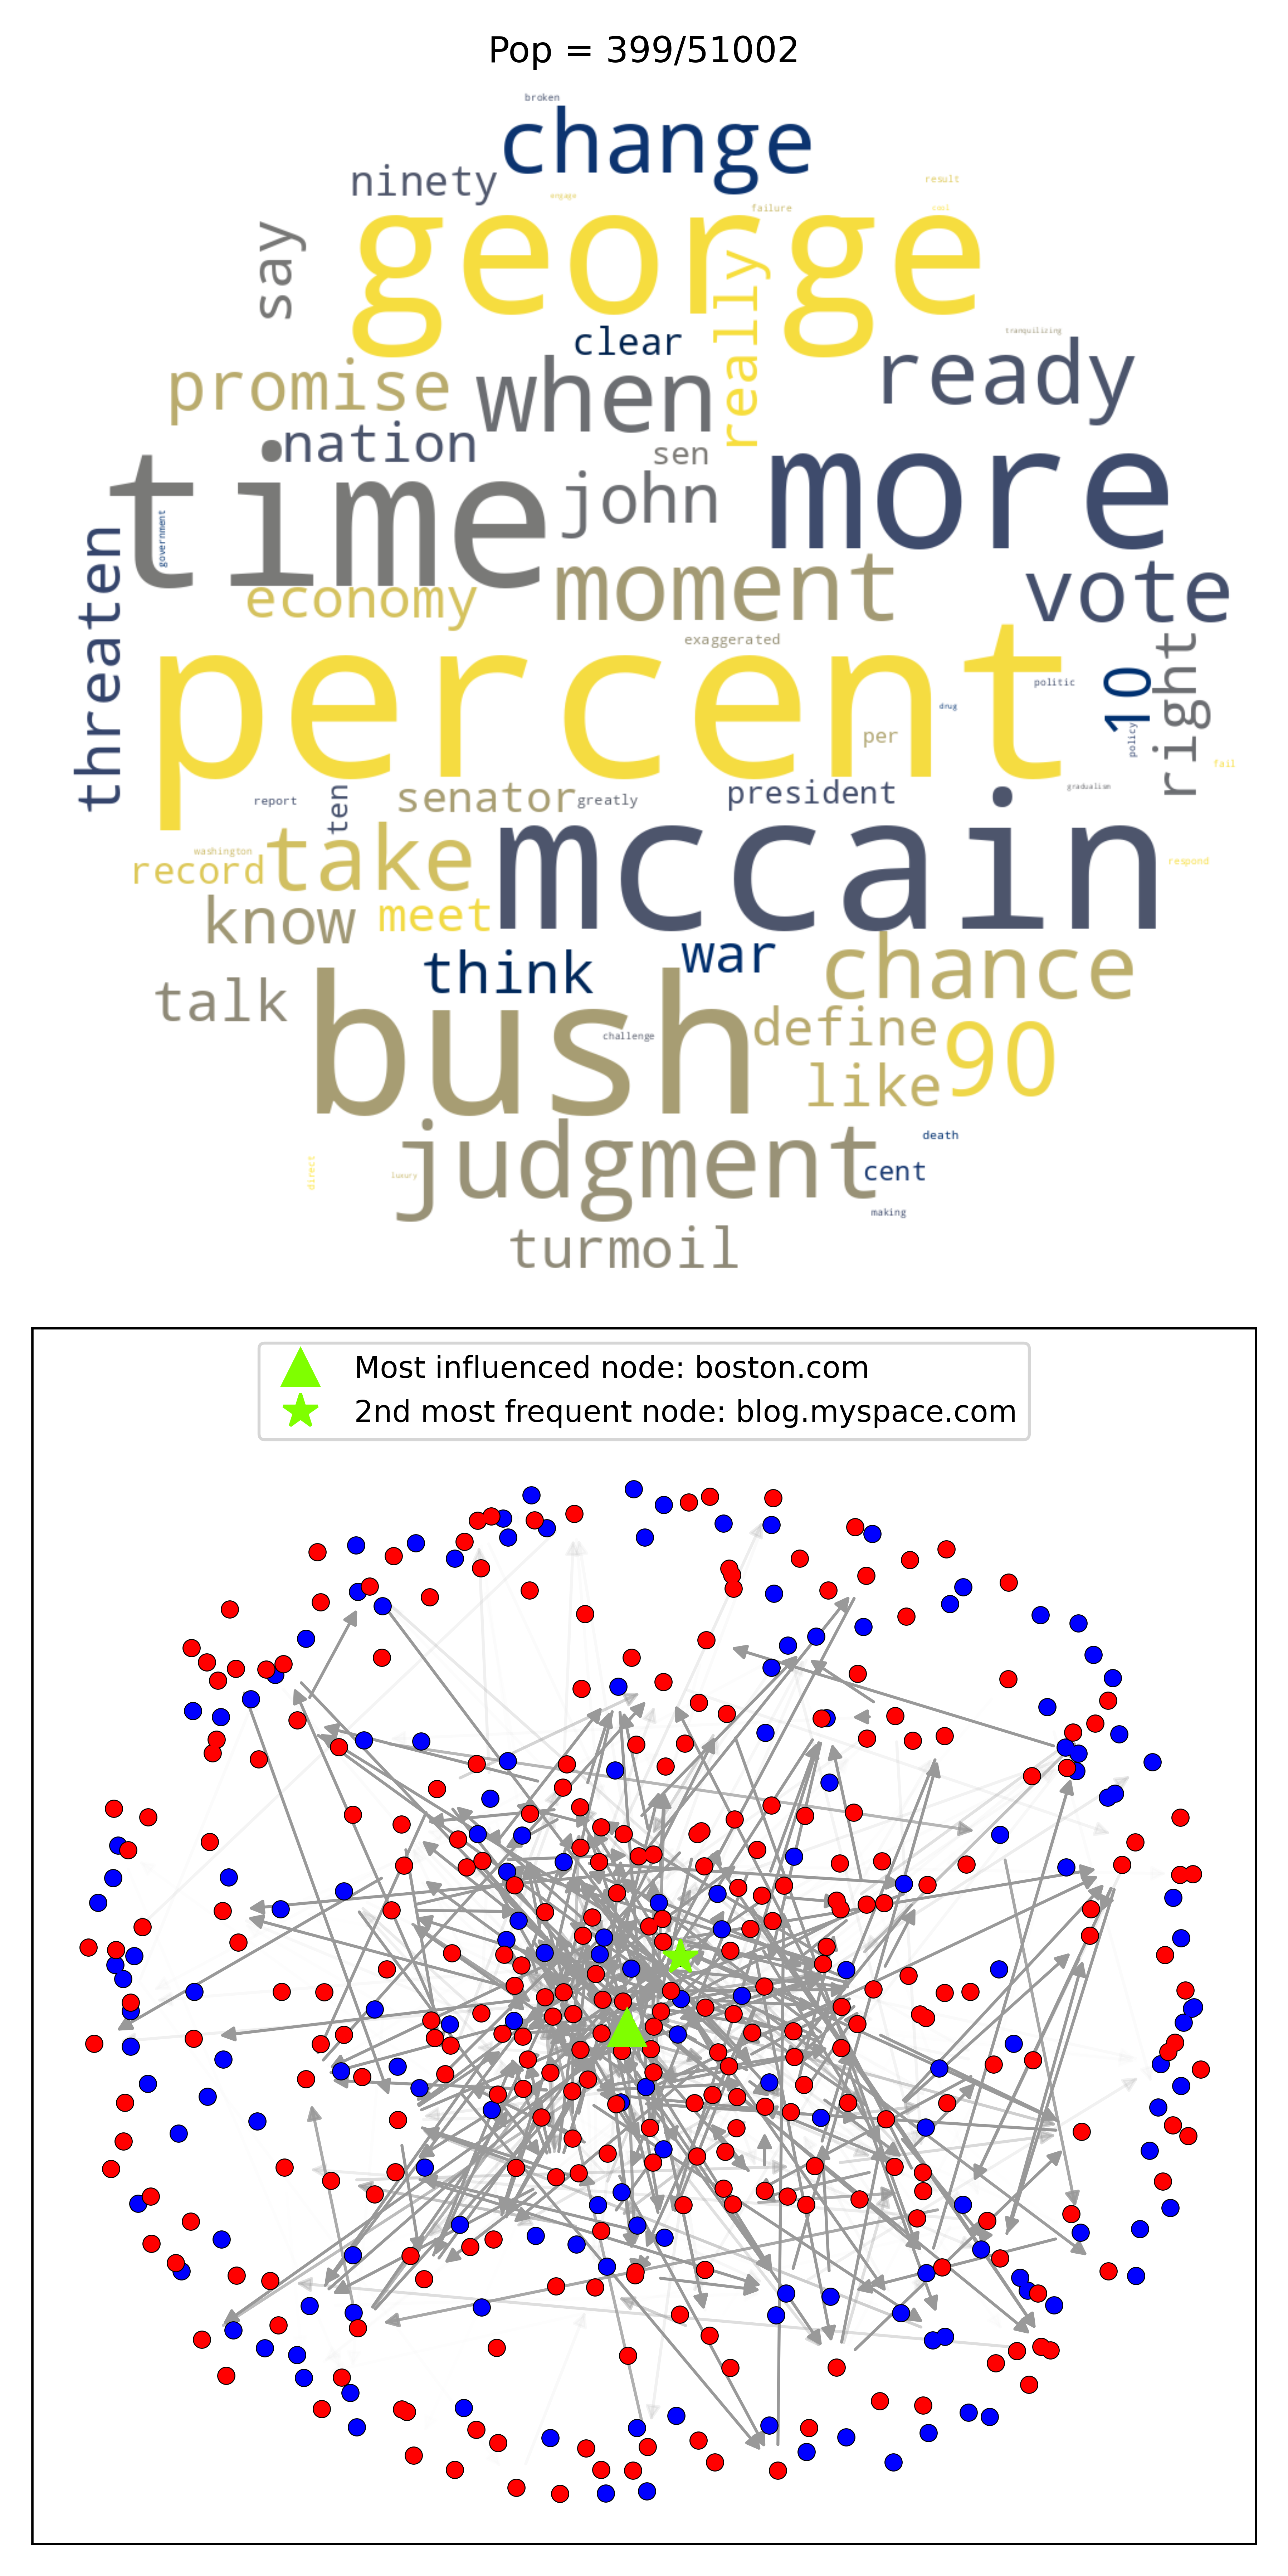 Pop = 399/51002
broken
change
ninety
engage
result
failure
cool
george
say
really
clear
tranquilizing
promise
when
ready
nation
sen
time
john
more
government
threaten
economy
moment
vote
exaggerated
right
percent
politic
10
drug
per
policy
fail
report
ten
senator
greatly
president
gradualism
washington
record
take
mccain
respond
know
meet
think
war
chance
talk
bush
challenge
define
90
like
judgment
death
direct
luxury
cent
making
turmoil
Most influenced node: boston.com
2nd most frequent node: blog.myspace.com